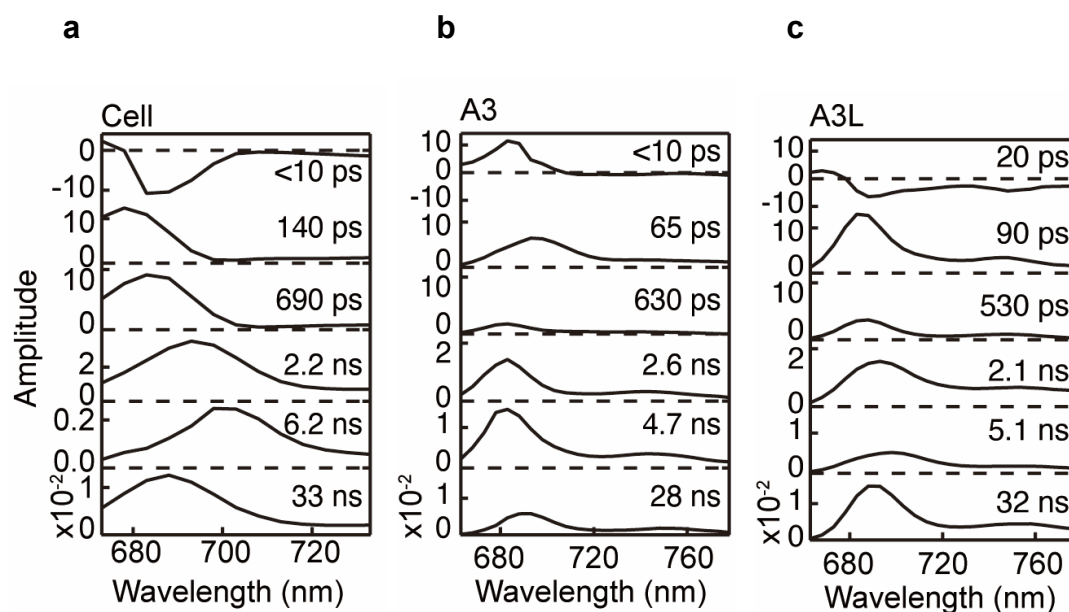 a
b
c
Cell
A3
A3L
Amplitude
0
-10
<10 ps
10
0
140 ps
10
0
690 ps
2
0
2.2 ns
0.2
0.0
6.2 ns
1
0
x10-2
33 ns
680
700
720
Wavelength (nm)
10
0
-10
<10 ps
10
0
65 ps
10
0
630 ps
2
0
2.6 ns
1
0
4.7 ns
1
0
28 ns
680
720
760
Wavelength (nm)
10
0
-10
20 ps
10
0
90 ps
10
0
530 ps
2
0
2.1 ns
1
0
5.1 ns
1
0
x10-2
32 ns
680
720
760
Wavelength (nm)